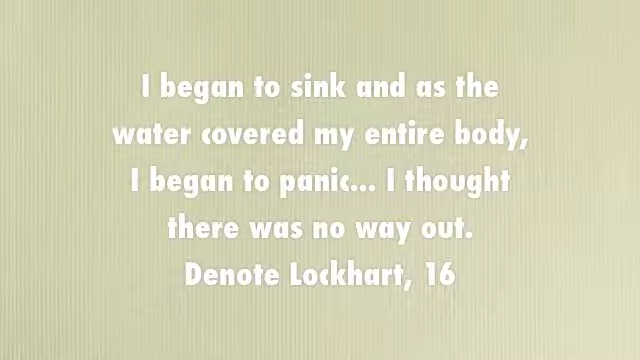 I began to sink and as the
water covered my entire body,
I began to panic... I thought
there was no way out.
Denote Lockhart, 16